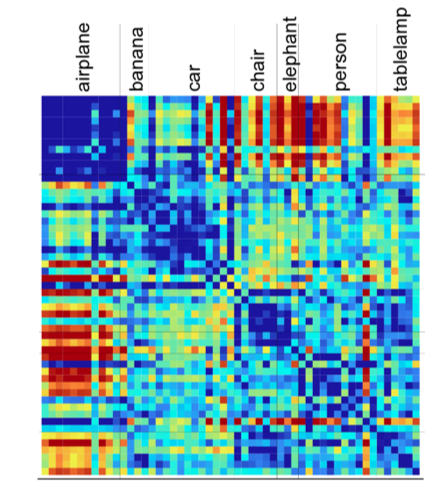 airplane
banana
car
chair
elephant
person
tablelamp